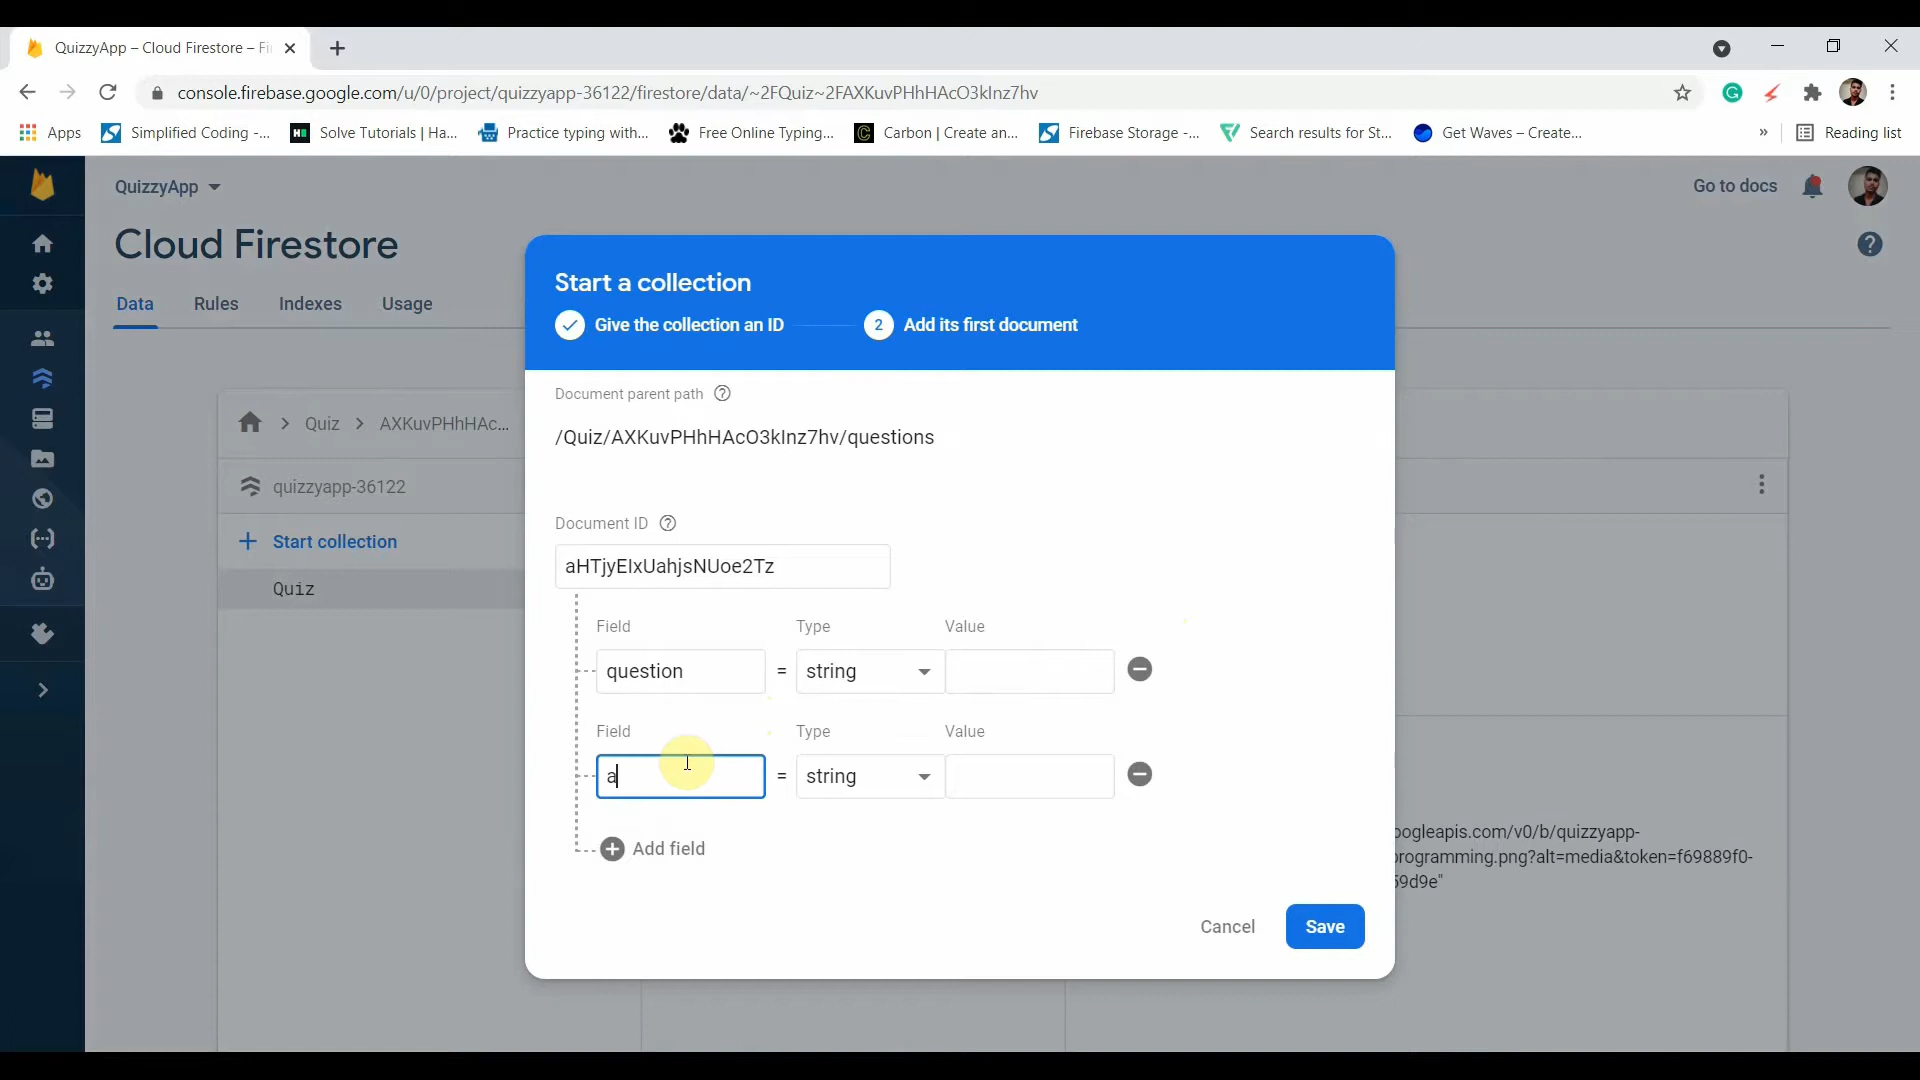 QuizzyApp – Cloud Firestore – Fi
console.firebase.google.com/u/0/project/quizzyapp-36122/firestore/data/~2FQuiz~2FAXKuvPHhHAcO3kInz7hv
Apps Simplified Coding -... Solve Tutorials | Ha... Practice typing with... Free Online Typing... Carbon | Create an... Firebase Storage -... Search results for St... Get Waves – Create... » Reading list
QuizzyApp Go to docs
Cloud Firestore
Data Rules Indexes Usage
Start a collection
Give the collection an ID 2 Add its first document
Document parent path
/Quiz/AXKuvPHhHAcO3kInz7hv/questions
Quiz AXKuvPHhHAc...
quizzyapp-36122
Start collection
Quiz
Document ID
aHTjyEIxUahjsNUoe2Tz
Field Type Value
question = string
Field Type Value
a = string
Add field
oogleapis.com/v0/b/quizzyapp-
programming.png?alt=media&token=f69889f0-
59d9e"
Cancel Save